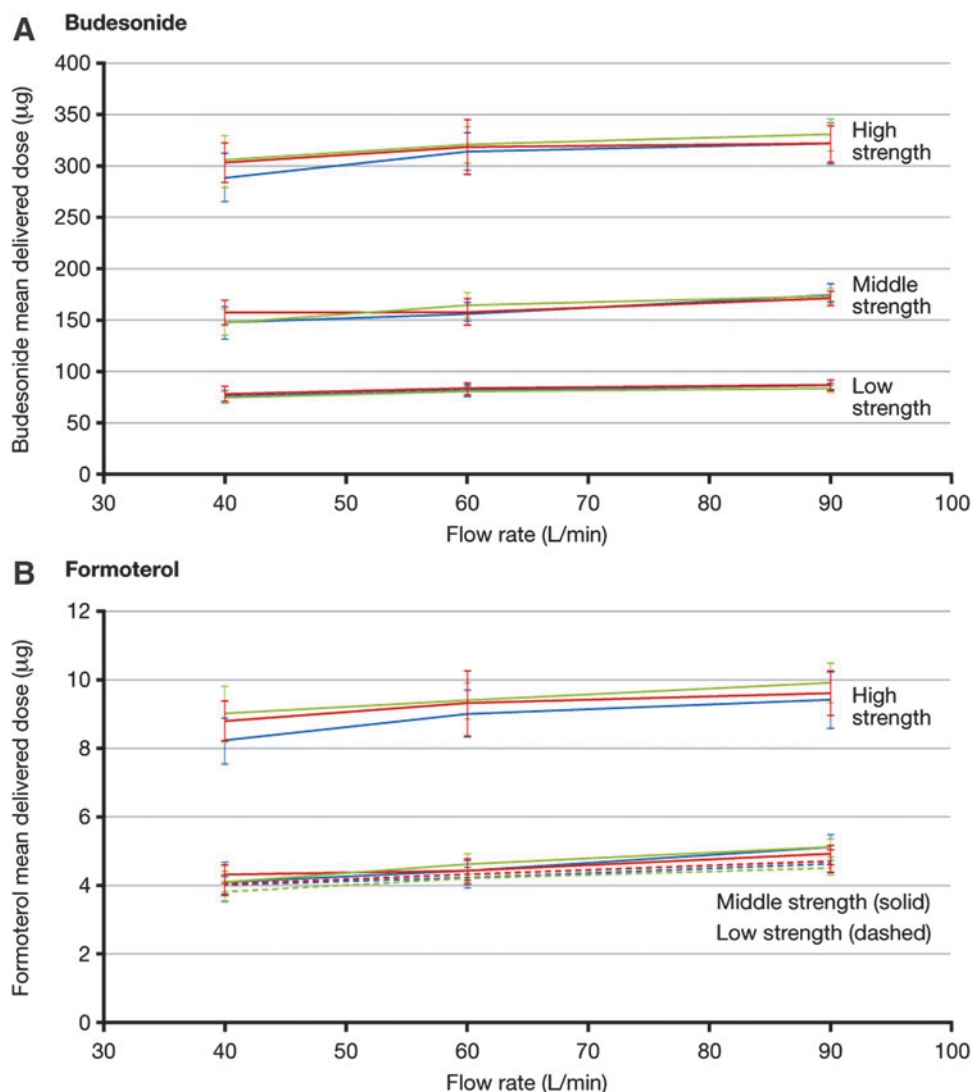 A Budesonide
400
350
300
250
200
150
100
50
0
Budesonide mean delivered dose (µg)
High
strength
Middle
strength
Low
strength
30 40 50 60 70 80 90 100
Flow rate (L/min)
B Formoterol
12
10
8
6
4
2
0
Formoterol mean delivered dose (µg)
High
strength
Middle strength (solid)
Low strength (dashed)
30 40 50 60 70 80 90 100
Flow rate (L/min)